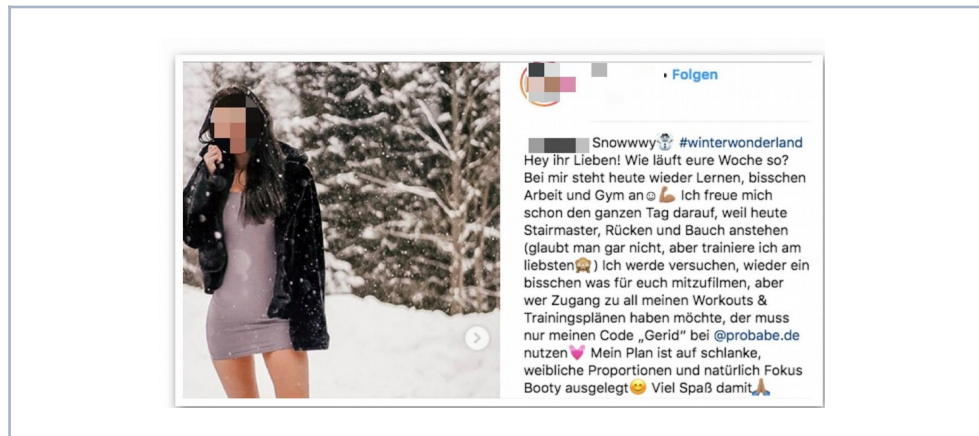 • Folgen
Snowwwy⛄ #winterwonderland
Hey ihr Lieben! Wie läuft eure Woche so?
Bei mir steht heute wieder Lernen, bisschen
Arbeit und Gym an☺💪🏽 Ich freue mich
schon den ganzen Tag darauf, weil heute
Stairmaster, Rücken und Bauch anstehen
(glaubt man gar nicht, aber trainiere ich am
liebsten🙈) Ich werde versuchen, wieder ein
bisschen was für euch mitzufilmen, aber
wer Zugang zu all meinen Workouts &
Trainingsplänen haben möchte, der muss
nur meinen Code „Gerid“ bei @probabe.de
nutzen💓 Mein Plan ist auf schlanke,
weibliche Proportionen und natürlich Fokus
Booty ausgelegt😊 Viel Spaß damit🙏🏽